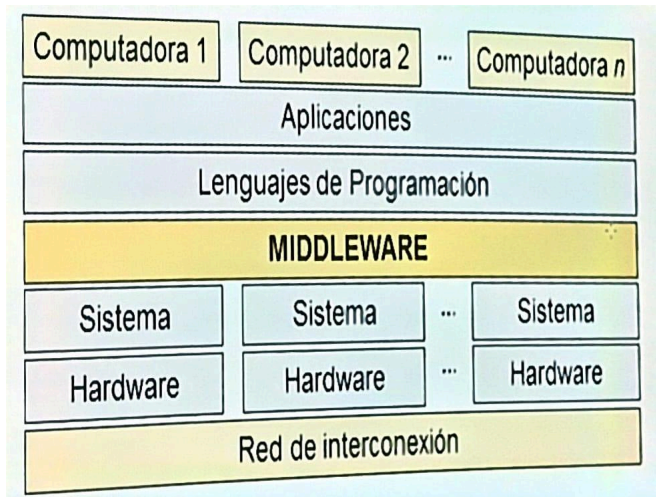 Computadora 1 Computadora 2 ... Computadora n
Aplicaciones
Lenguajes de Programación
MIDDLEWARE
Sistema Sistema ... Sistema
Hardware Hardware ... Hardware
Red de interconexión